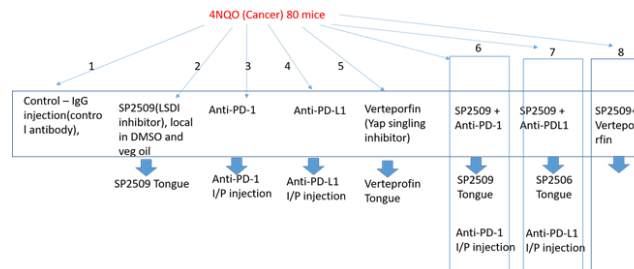 4NQO (Cancer) 80 mice
1
2
3
4
5
6
7
8
Control – IgG
injection(contro
l antibody),
SP2509(LSDI
inhibitor), local
in DMSO and
veg oil
Anti-PD-1
Anti-PD-L1
Verteporfin
(Yap singling
inhibitor)
SP2509 +
Anti-PD-1
SP2509 +
Anti-PDL1
SP2509+
Vertepo
rfin
SP2509 Tongue
Anti-PD-1
I/P injection
Anti-PD-L1
I/P injection
Verteprofin
Tongue
SP2509
Tongue
SP2506
Tongue
Anti-PD-1
I/P injection
Anti-PD-L1
I/P injection